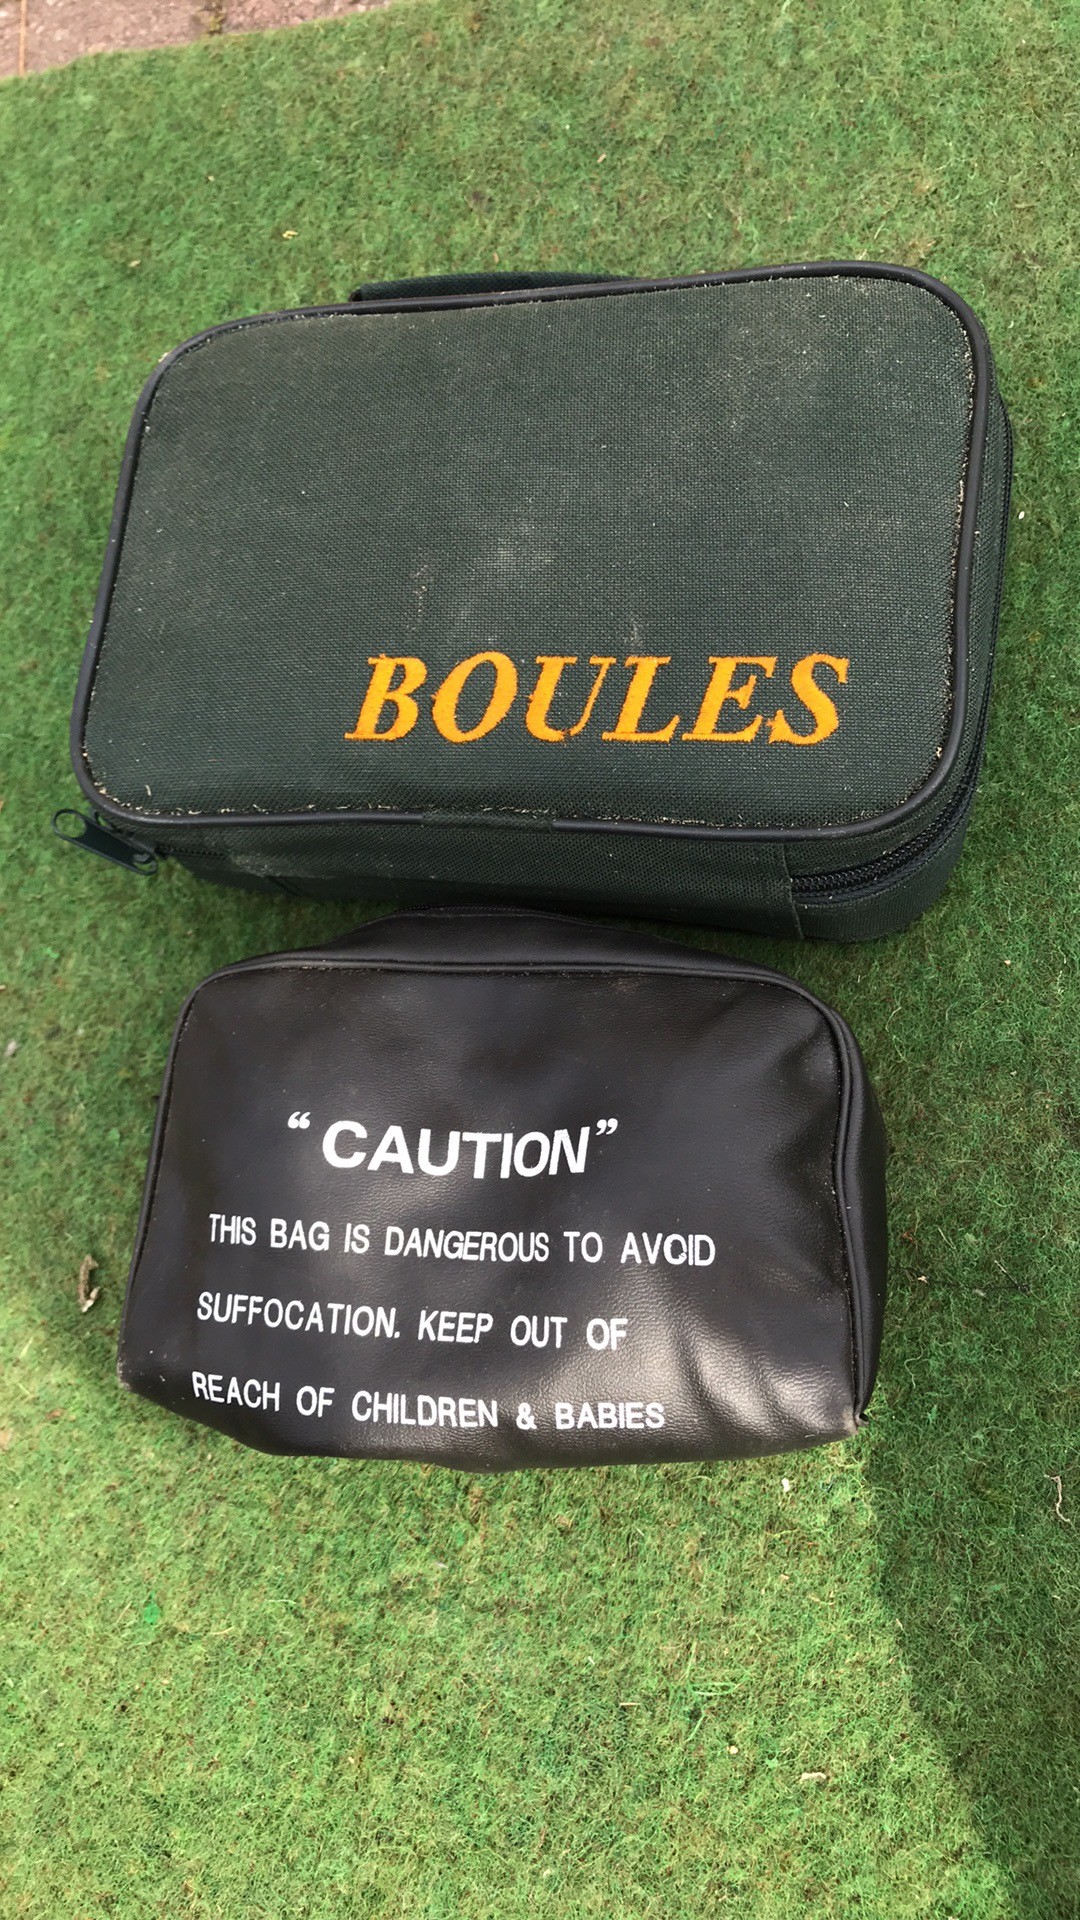 BOULES
“CAUTION”
THIS BAG IS DANGEROUS TO AVOID
SUFFOCATION. KEEP OUT OF
REACH OF CHILDREN & BABIES